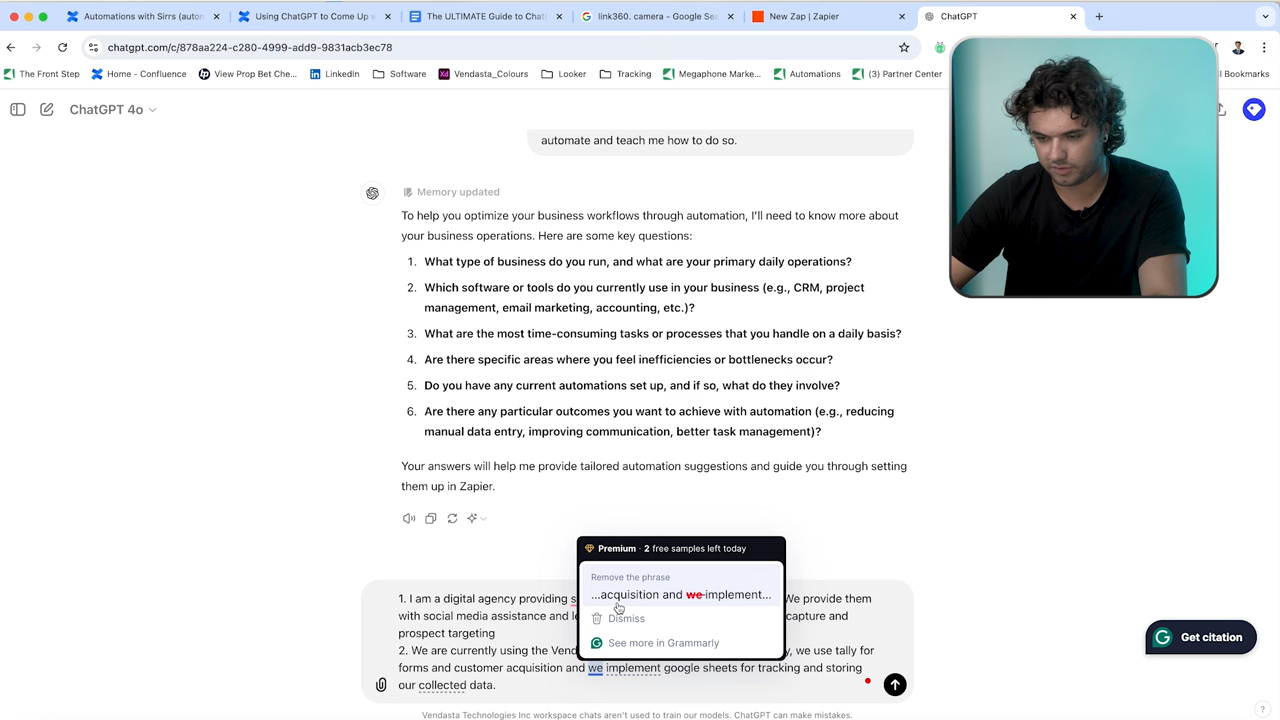 Automations with Sirrs (autom
Using ChatGPT to Come Up w
The ULTIMATE Guide to Chat
link360. camera - Google Sea
New Zap | Zapier
ChatGPT
chatgpt.com/c/878aa224-c280-4999-add9-9831acb3ec78
The Front Step
Home - Confluence
View Prop Bet Che...
LinkedIn
Software
Vendasta_Colours
Looker
Tracking
Megaphone Marke...
Automations
(3) Partner Center
ll Bookmarks
ChatGPT 4o
automate and teach me how to do so.
Memory updated
To help you optimize your business workflows through automation, I'll need to know more about
your business operations. Here are some key questions:
1. What type of business do you run, and what are your primary daily operations?
2. Which software or tools do you currently use in your business (e.g., CRM, project
management, email marketing, accounting, etc.)?
3. What are the most time-consuming tasks or processes that you handle on a daily basis?
4. Are there specific areas where you feel inefficiencies or bottlenecks occur?
5. Do you have any current automations set up, and if so, what do they involve?
6. Are there any particular outcomes you want to achieve with automation (e.g., reducing
manual data entry, improving communication, better task management)?
Your answers will help me provide tailored automation suggestions and guide you through setting
them up in Zapier.
Premium · 2 free samples left today
Remove the phrase
...acquisition and we implement...
Dismiss
See more in Grammarly
1. I am a digital agency providing s We provide them
with social media assistance and le capture and
prospect targeting
2. We are currently using the Vend y, we use tally for
forms and customer acquisition and we implement google sheets for tracking and storing
our collected data.
Get citation
Vendasta Technologies Inc workspace chats aren't used to train our models. ChatGPT can make mistakes.
?